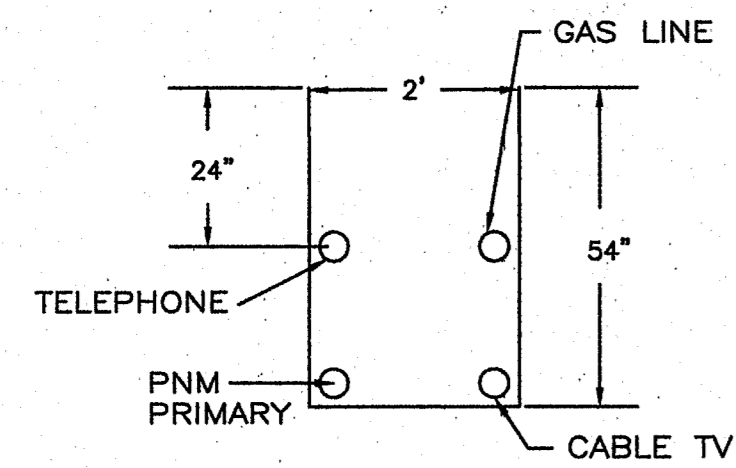 GAS LINE
2'
24"
54"
TELEPHONE
PNM
PRIMARY
CABLE TV